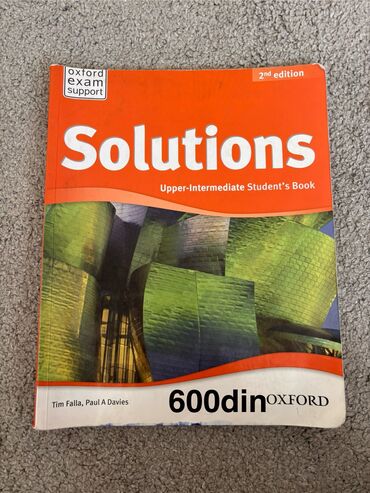 oxford
exam
support
2nd edition
Solutions
Upper-Intermediate Student's Book
Tim Falla, Paul A Davies
600din
OXFORD